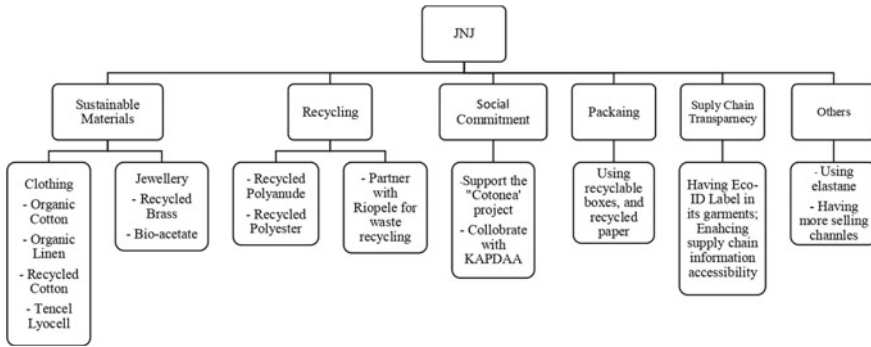 JNJ
Sustainable
Materials
Recycling
Social
Commitment
Packaing
Suply Chain
Transparnecy
Others
Clothing
- Organic
Cotton
- Organic
Linen
- Recycled
Cotton
- Tencel
Lyocell
Jewellery
- Recycled
Brass
- Bio-acetate
- Recycled
Polyanude
- Recycled
Polyester
- Partner
with
Riopele for
waste
recycling
-Support the
"Cotonea'
project
- Collobrate
with
KAPDAA
Using
recyclable
boxes, and
recycled
paper
Having Eco-
ID Label in
its garments;
Enahcing
supply chain
information
accessibility
- Using
elastane
- Having
more selling
channles